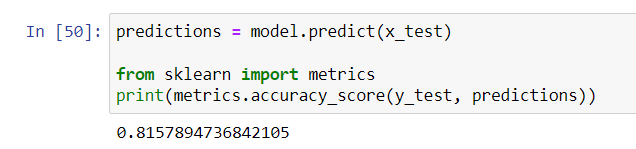 In [50]: predictions = model.predict(x_test)
from sklearn import metrics
print(metrics.accuracy_score(y_test, predictions))
0.8157894736842105